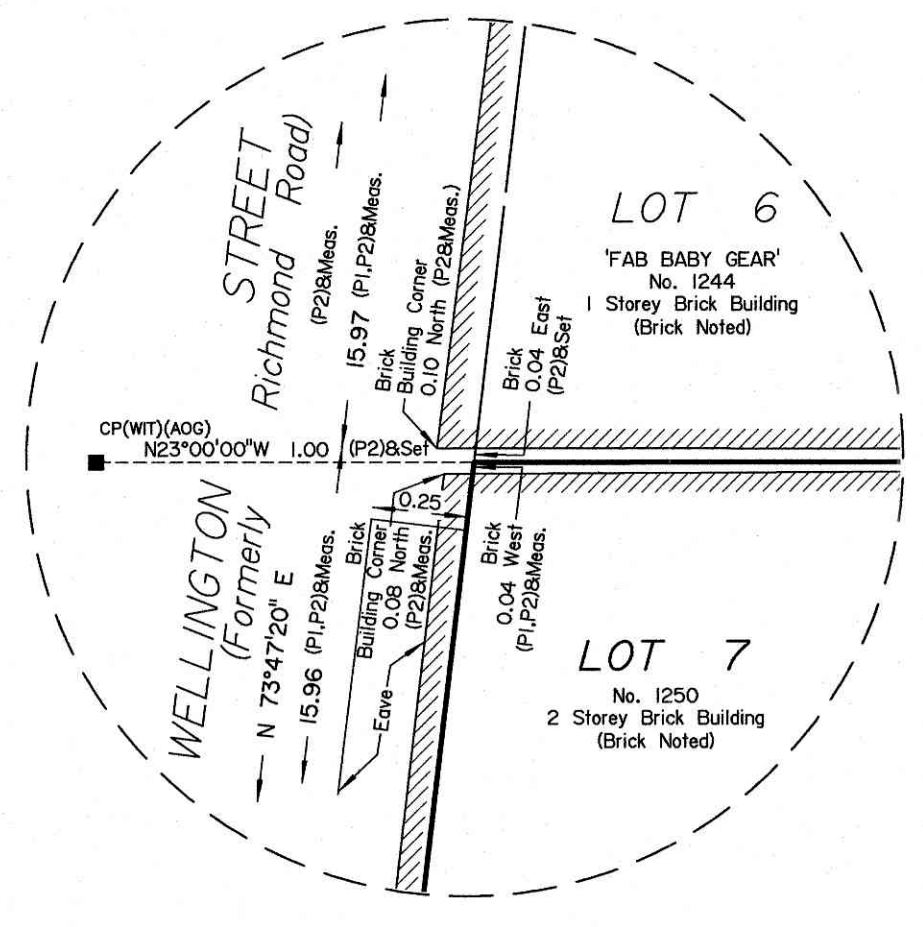 STREET
Richmond Road)
(P2)&Meas.
15.97 (P1,P2)&Meas.
Brick
Building Corner
0.10 North (P2&Meas.)
LOT 6
'FAB BABY GEAR'
No. 1244
1 Storey Brick Building
(Brick Noted)
Brick
0.04 East
(P2)&Set
CP(WIT)(AOG)
N23°00'00"W 1.00 (P2)&Set
WELLINGTON
(Formerly
N 73°47'20" E
15.96 (P1,P2)&Meas.
0.25
Brick
Building Corner
0.08 North
(P2)&Meas.
Eave
Brick
0.04 West
(P1,P2)&Meas.
LOT 7
No. 1250
2 Storey Brick Building
(Brick Noted)